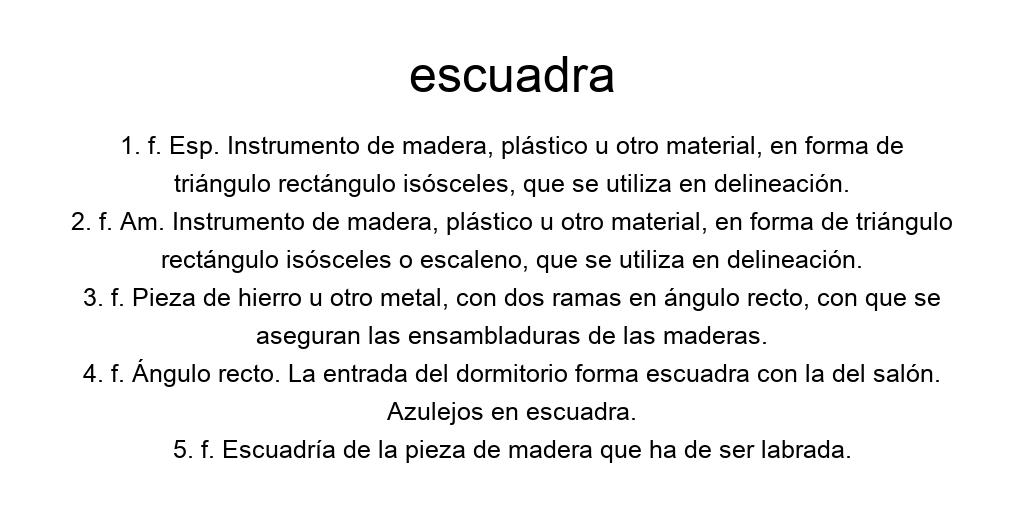 escuadra
1. f. Esp. Instrumento de madera, plástico u otro material, en forma de
triángulo rectángulo isósceles, que se utiliza en delineación.
2. f. Am. Instrumento de madera, plástico u otro material, en forma de triángulo
rectángulo isósceles o escaleno, que se utiliza en delineación.
3. f. Pieza de hierro u otro metal, con dos ramas en ángulo recto, con que se
aseguran las ensambladuras de las maderas.
4. f. Ángulo recto. La entrada del dormitorio forma escuadra con la del salón.
Azulejos en escuadra.
5. f. Escuadría de la pieza de madera que ha de ser labrada.